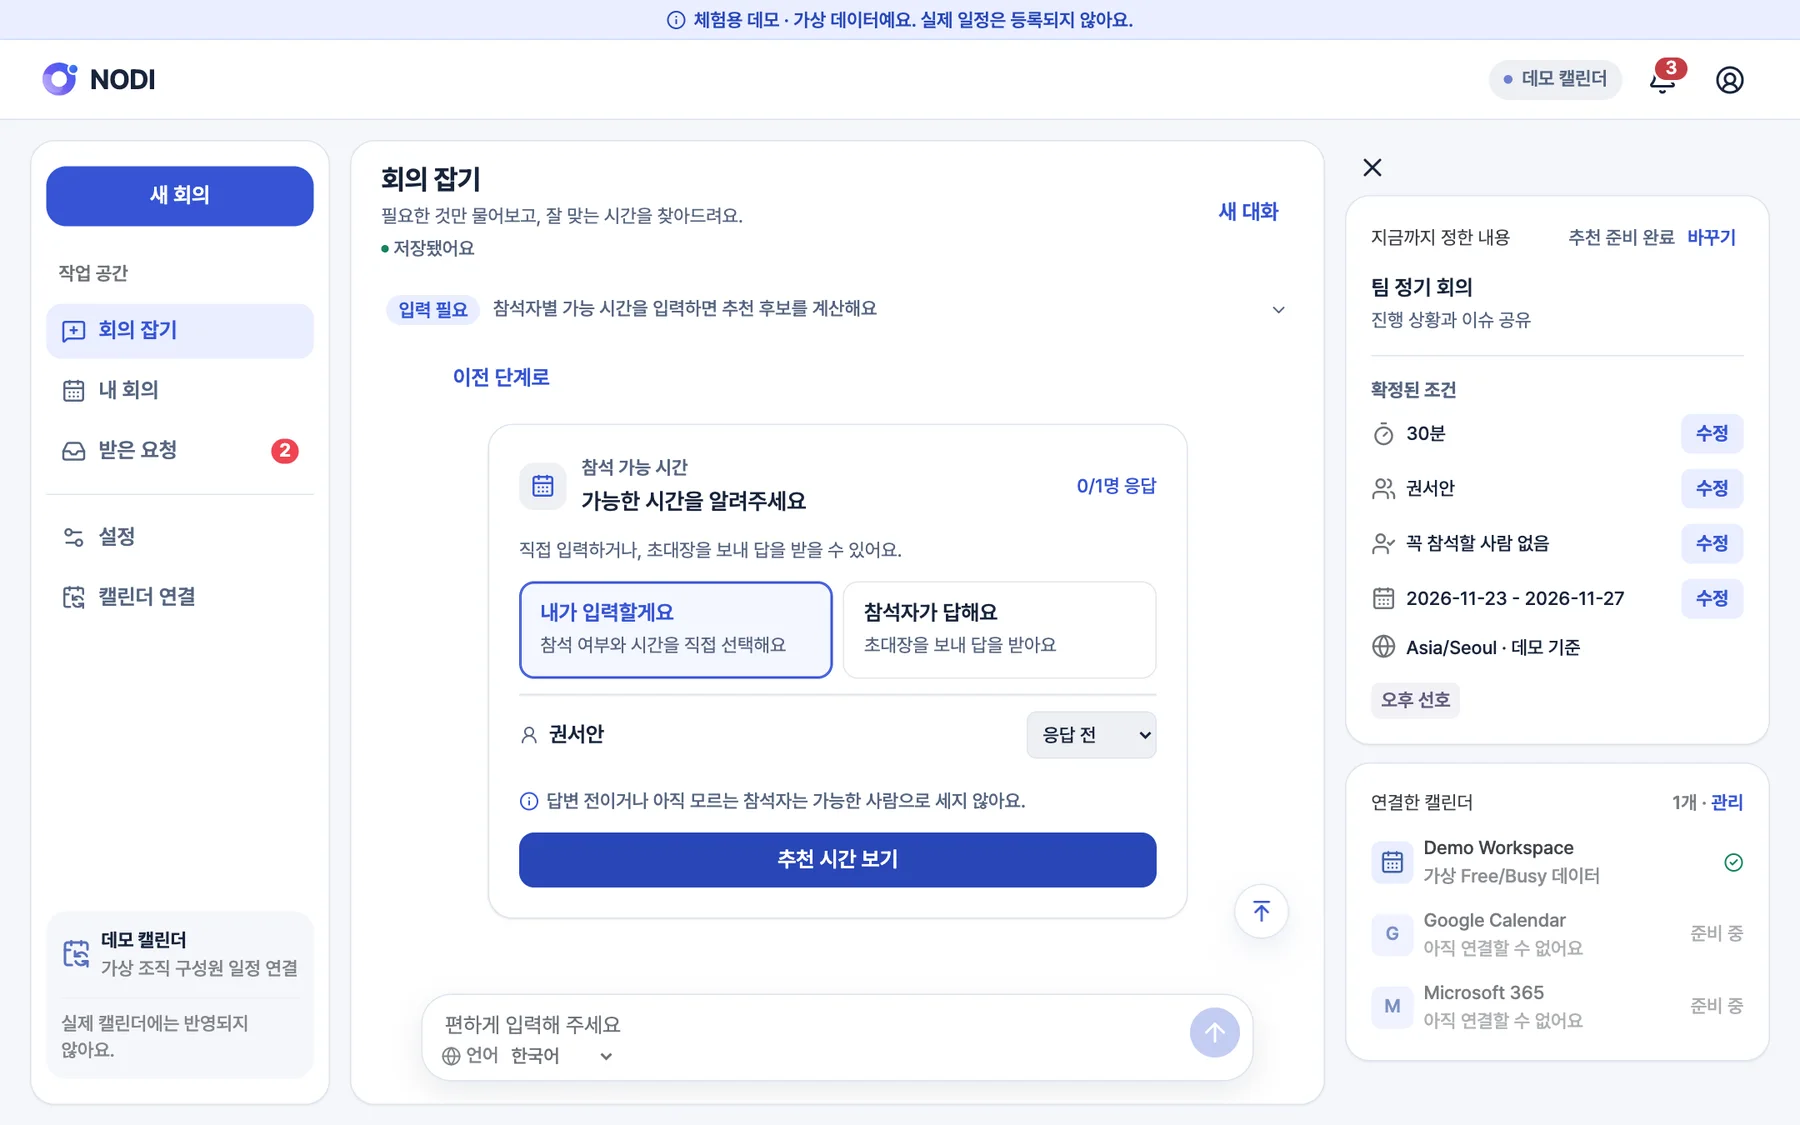 체험용 데모 · 가상 데이터예요. 실제 일정은 등록되지 않아요.
NODI
데모 캘린더
3
새 회의
작업 공간
회의 잡기
내 회의
받은 요청
2
설정
캘린더 연결
데모 캘린더
가상 조직 구성원 일정 연결
실제 캘린더에는 반영되지
않아요.
회의 잡기
필요한 것만 물어보고, 잘 맞는 시간을 찾아드려요.
저장됐어요
새 대화
입력 필요 참석자별 가능 시간을 입력하면 추천 후보를 계산해요
이전 단계로
참석 가능 시간
가능한 시간을 알려주세요
0/1명 응답
직접 입력하거나, 초대장을 보내 답을 받을 수 있어요.
내가 입력할게요
참석 여부와 시간을 직접 선택해요
참석자가 답해요
초대장을 보내 답을 받아요
권서안
응답 전
답변 전이거나 아직 모르는 참석자는 가능한 사람으로 세지 않아요.
추천 시간 보기
편하게 입력해 주세요
언어 한국어
지금까지 정한 내용
추천 준비 완료 바꾸기
팀 정기 회의
진행 상황과 이슈 공유
확정된 조건
30분
수정
권서안
수정
꼭 참석할 사람 없음
수정
2026-11-23 - 2026-11-27
수정
Asia/Seoul · 데모 기준
오후 선호
연결한 캘린더
1개 · 관리
Demo Workspace
가상 Free/Busy 데이터
G
Google Calendar
아직 연결할 수 없어요
준비 중
M
Microsoft 365
아직 연결할 수 없어요
준비 중